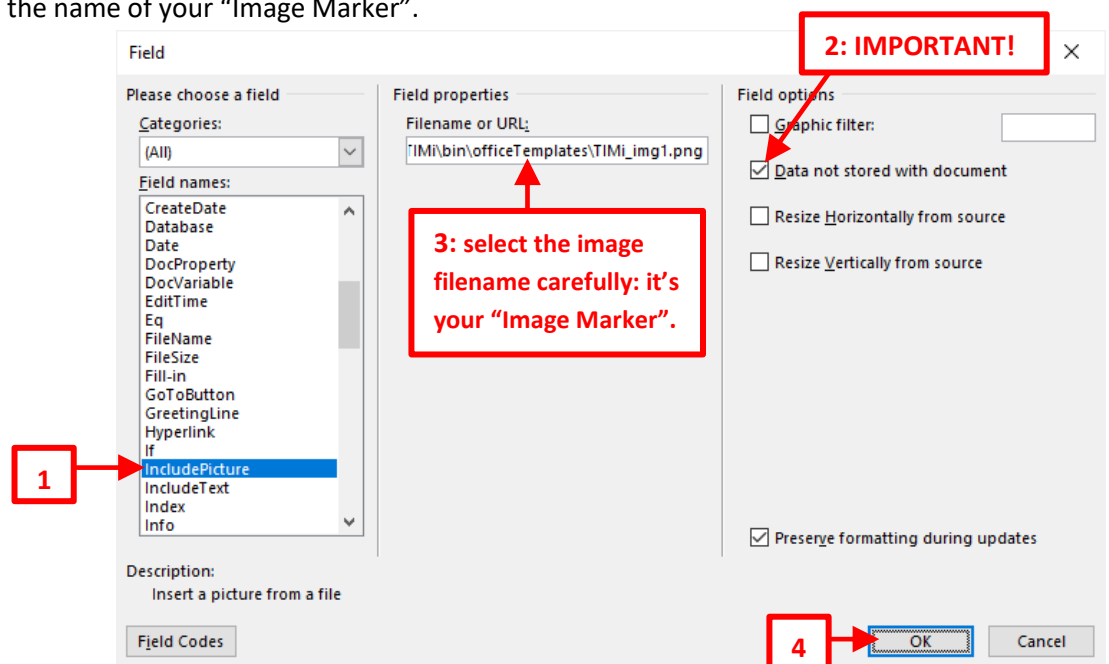 the name of your “Image Marker”.
2: IMPORTANT!
Field
Please choose a field
Categories:
(All)
Field names:
CreateDate
Database
Date
DocProperty
DocVariable
EditTime
Eq
FileName
FileSize
Fill-in
GoToButton
GreetingLine
Hyperlink
If
IncludePicture
IncludeText
Index
Info
1
Field properties
Filename or URL:
TIMi\bin\officeTemplates\TIMi_img1.png
3: select the image
filename carefully: it’s
your “Image Marker”.
Field options
Graphic filter:
Data not stored with document
Resize Horizontally from source
Resize Vertically from source
Preserve formatting during updates
Description:
Insert a picture from a file
Field Codes
4
OK
Cancel